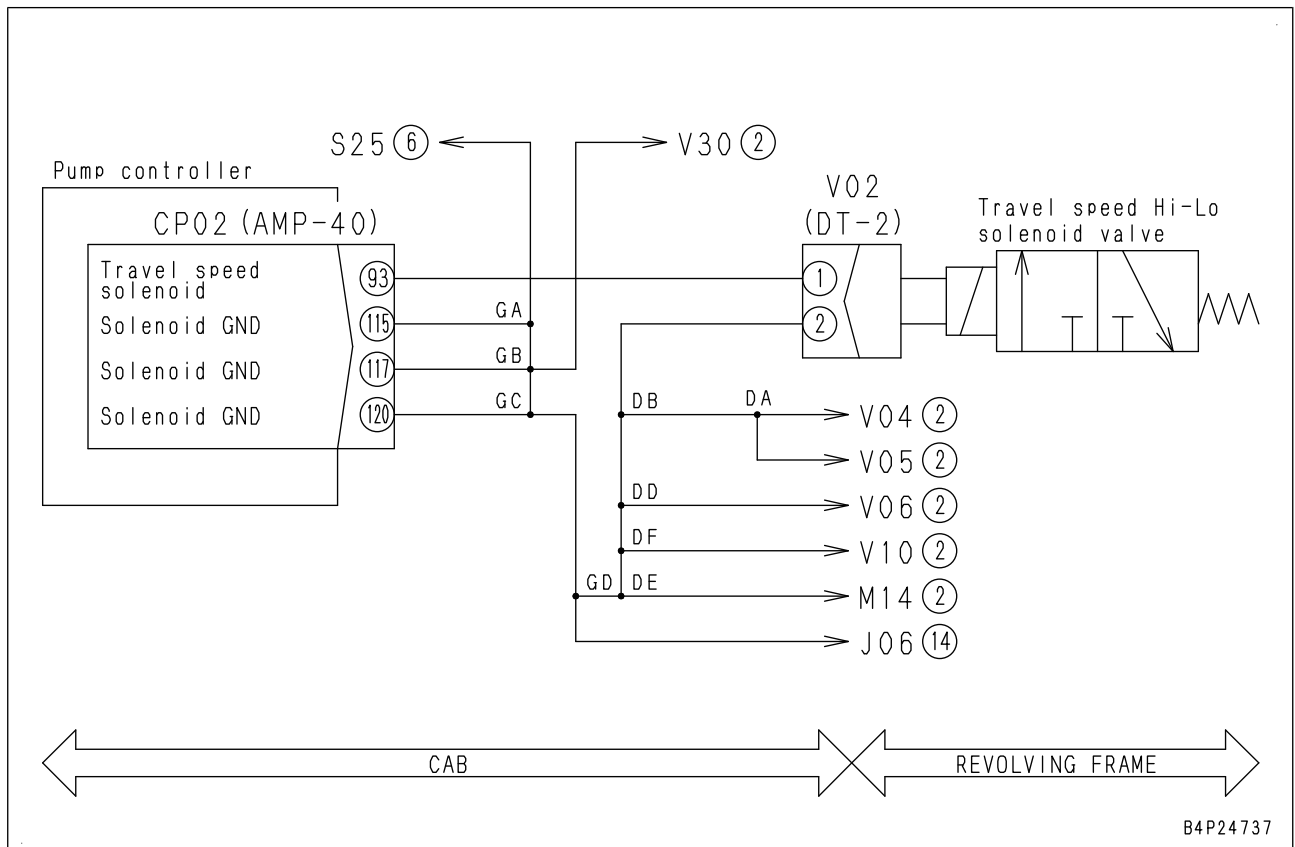 S25 6
V30 2
Pump controller
CP02 (AMP-40)
V02
(DT-2)
Travel speed Hi-Lo
solenoid valve
Travel speed
solenoid
93
1
Solenoid GND
115
GA
2
Solenoid GND
117
GB
Solenoid GND
120
GC
DB
DA
V04 2
V05 2
DD
V06 2
DF
V10 2
GD
DE
M14 2
J06 14
CAB
REVOLVING FRAME
B4P24737